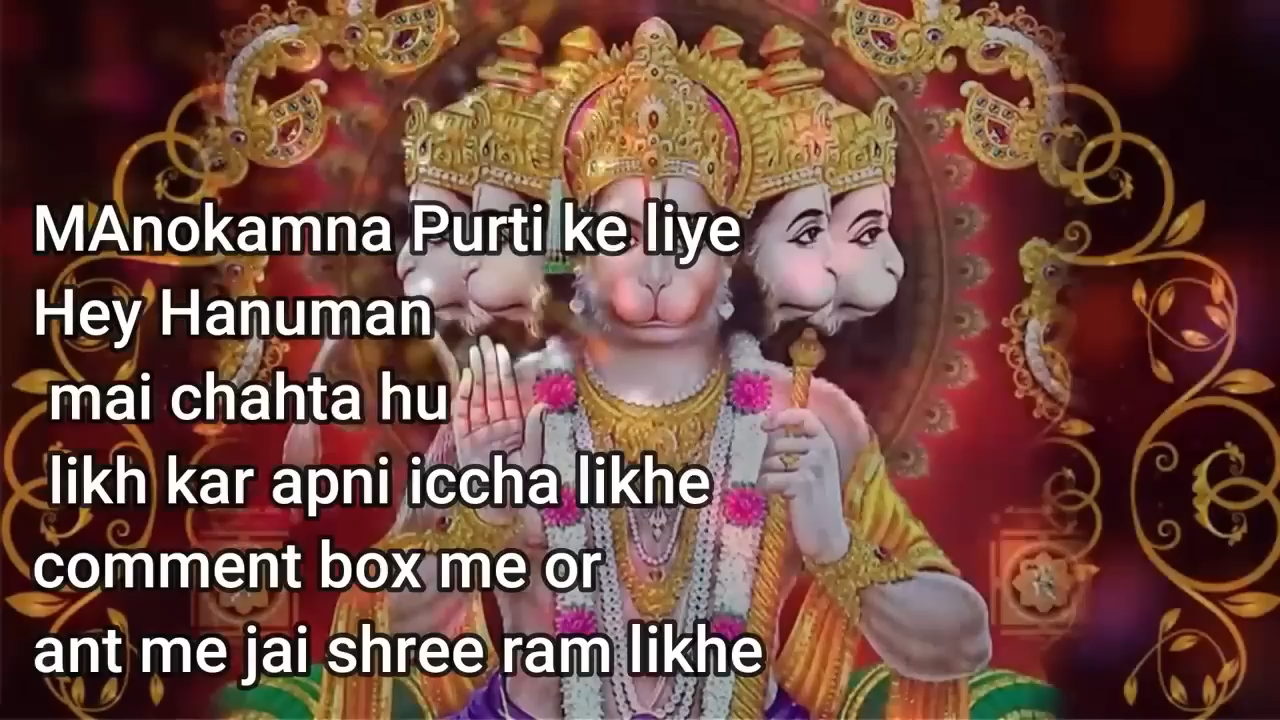 MAnokamna Purti ke liye
Hey Hanuman
mai chahta hu
likh kar apni iccha likhe
comment box me or
ant me jai shree ram likhe